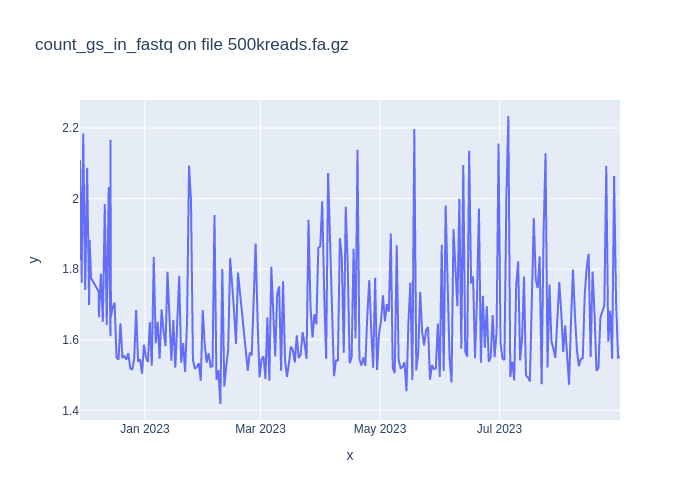 count_gs_in_fastq on file 500kreads.fa.gz
2.2
2
1.8
1.6
1.4
y
Jan 2023 Mar 2023 May 2023 Jul 2023
x